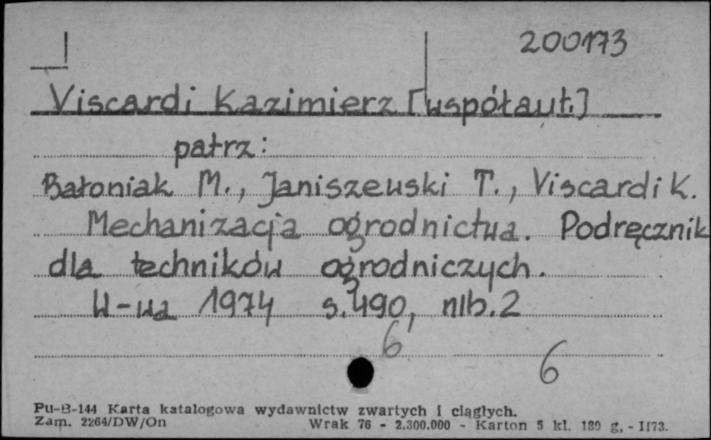 200173
Viscardi Kazimierz [współaut.]
patrz:
Batoniak M., Janiszewski T., Viscardi K.
Mechanizacja ogrodnictwa. Podręcznik
dla techników ogrodniczych.
W-wa 1974 s. 490, nlb. 2
6 6
Pu-B-144 Karta katalogowa wydawnictw zwartych i ciągłych.
Zam. 2264/DW/On Wrak 76 - 2.300.000 - Karton 5 kl. 180 g. - 1173.